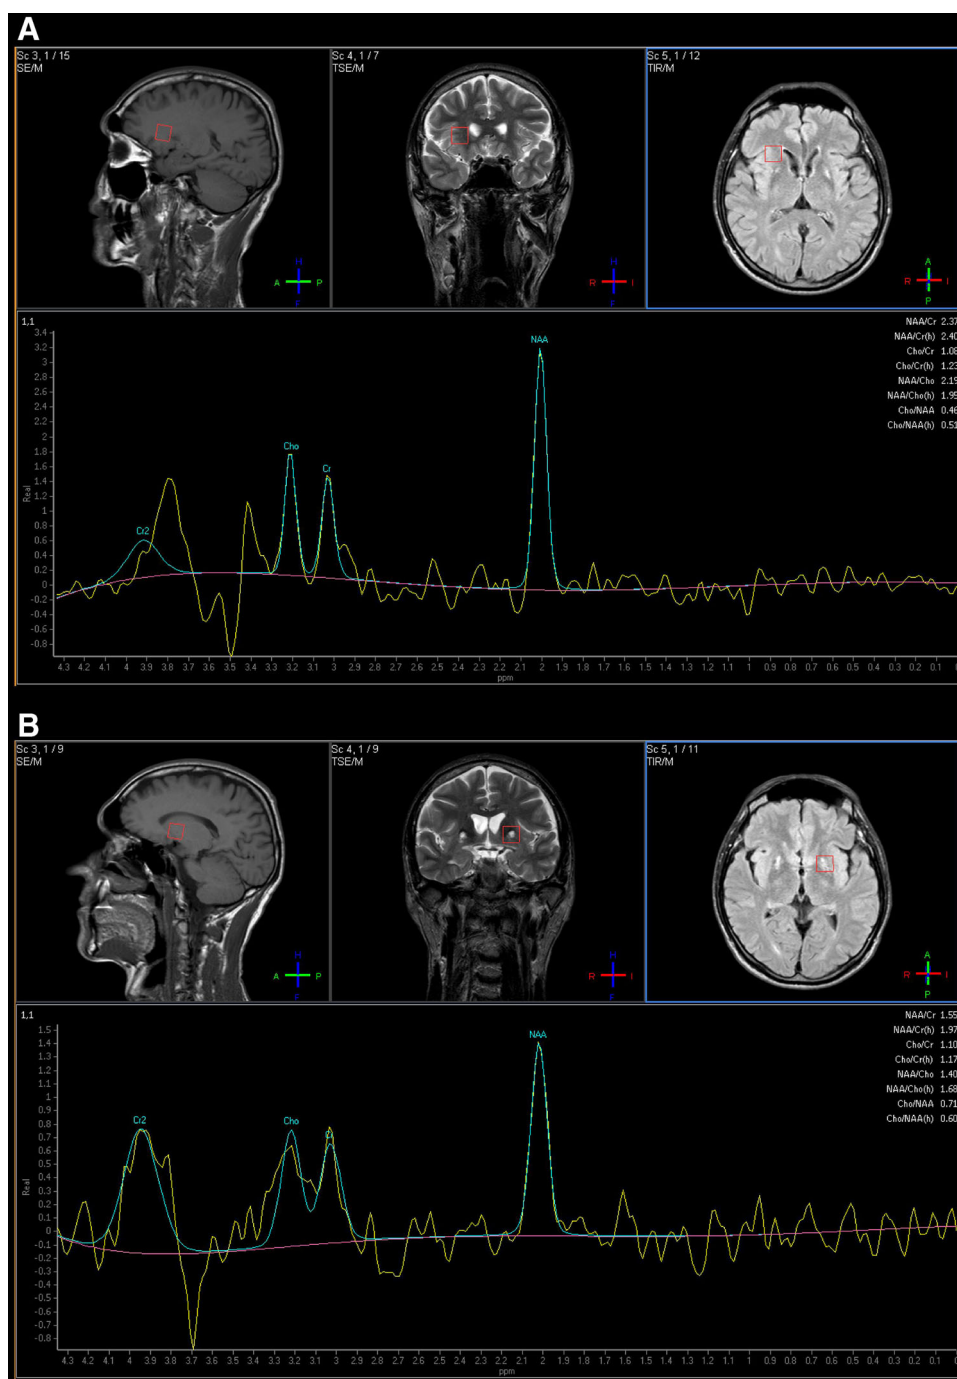 A
Sc 3, 1 / 15
SE/M
Sc 4, 1 / 7
TSE/M
Sc 5, 1 / 12
TIR/M
H
A P
F
H
R I
F
A
R I
P
1,1
NAA/Cr 2.37
NAA/Cr(h) 2.40
Cho/Cr 1.08
Cho/Cr(h) 1.23
NAA/Cho 2.19
NAA/Cho(h) 1.95
Cho/NAA 0.46
Cho/NAA(h) 0.51
3.4
3.2
2.8
2.6
2.4
2.2
2
1.8
1.6
1.4
1.2
1
0.8
0.6
0.4
0.2
0
-0.2
-0.4
-0.6
-0.8
Real
NAA
Cho
Cr
Cr2
4.3 4.2 4.1 4 3.9 3.8 3.7 3.6 3.5 3.4 3.3 3.2 3.1 3 2.9 2.8 2.7 2.6 2.5 2.4 2.3 2.2 2.1 2 1.9 1.8 1.7 1.6 1.5 1.4 1.3 1.2 1.1 1 0.9 0.8 0.7 0.6 0.5 0.4 0.3 0.2 0.1
ppm
B
Sc 3, 1 / 9
SE/M
Sc 4, 1 / 9
TSE/M
Sc 5, 1 / 11
TIR/M
H
A P
F
H
R I
F
A
R I
P
1,1
NAA/Cr 1.55
NAA/Cr(h) 1.97
Cho/Cr 1.10
Cho/Cr(h) 1.17
NAA/Cho 1.40
NAA/Cho(h) 1.68
Cho/NAA 0.71
Cho/NAA(h) 0.60
1.5
1.4
1.3
1.2
1.1
1
0.9
0.8
0.7
0.6
0.5
0.4
0.3
0.2
0.1
0
-0.1
-0.2
-0.3
-0.4
-0.5
-0.6
-0.7
-0.8
Real
NAA
Cr2
Cho
4.3 4.2 4.1 4 3.9 3.8 3.7 3.6 3.5 3.4 3.3 3.2 3.1 3 2.9 2.8 2.7 2.6 2.5 2.4 2.3 2.2 2.1 2 1.9 1.8 1.7 1.6 1.5 1.4 1.3 1.2 1.1 1 0.9 0.8 0.7 0.6 0.5 0.4 0.3 0.2 0.1
ppm